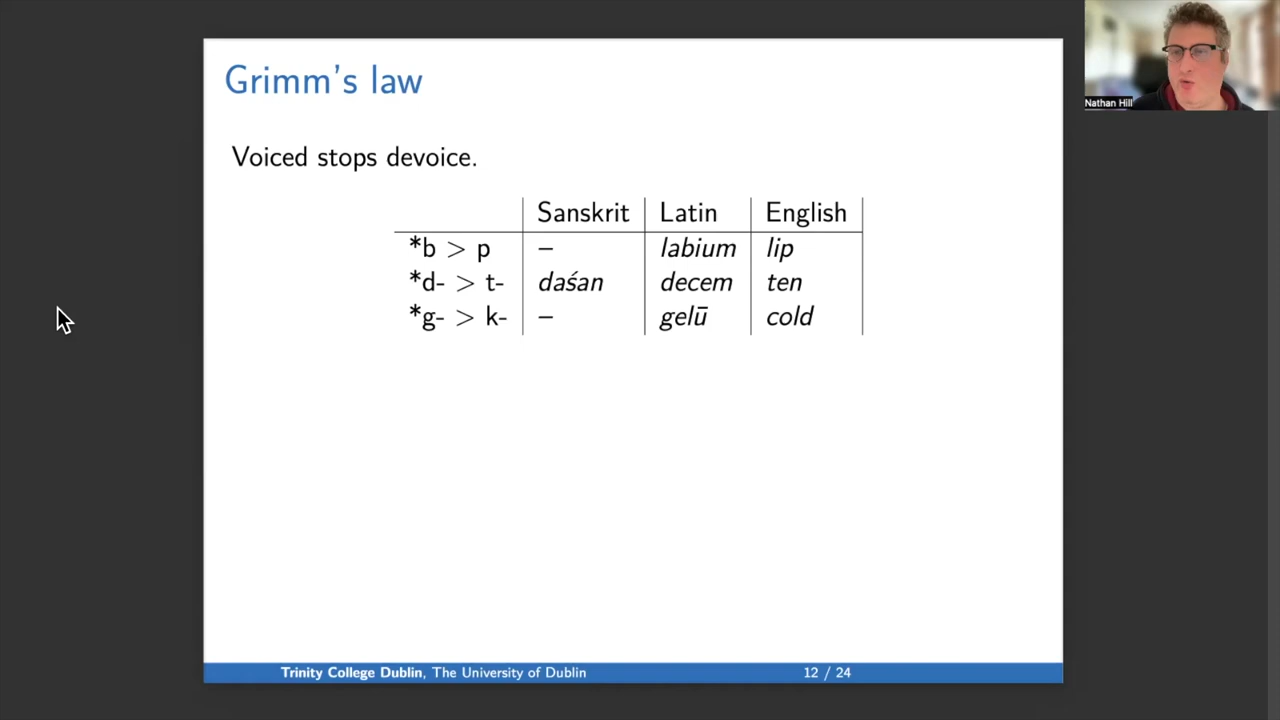 Grimm's law
Nathan Hill
Voiced stops devoice.
Sanskrit Latin English
*b > p – labium lip
*d- > t- daśan decem ten
*g- > k- – gelū cold
Trinity College Dublin, The University of Dublin 12 / 24